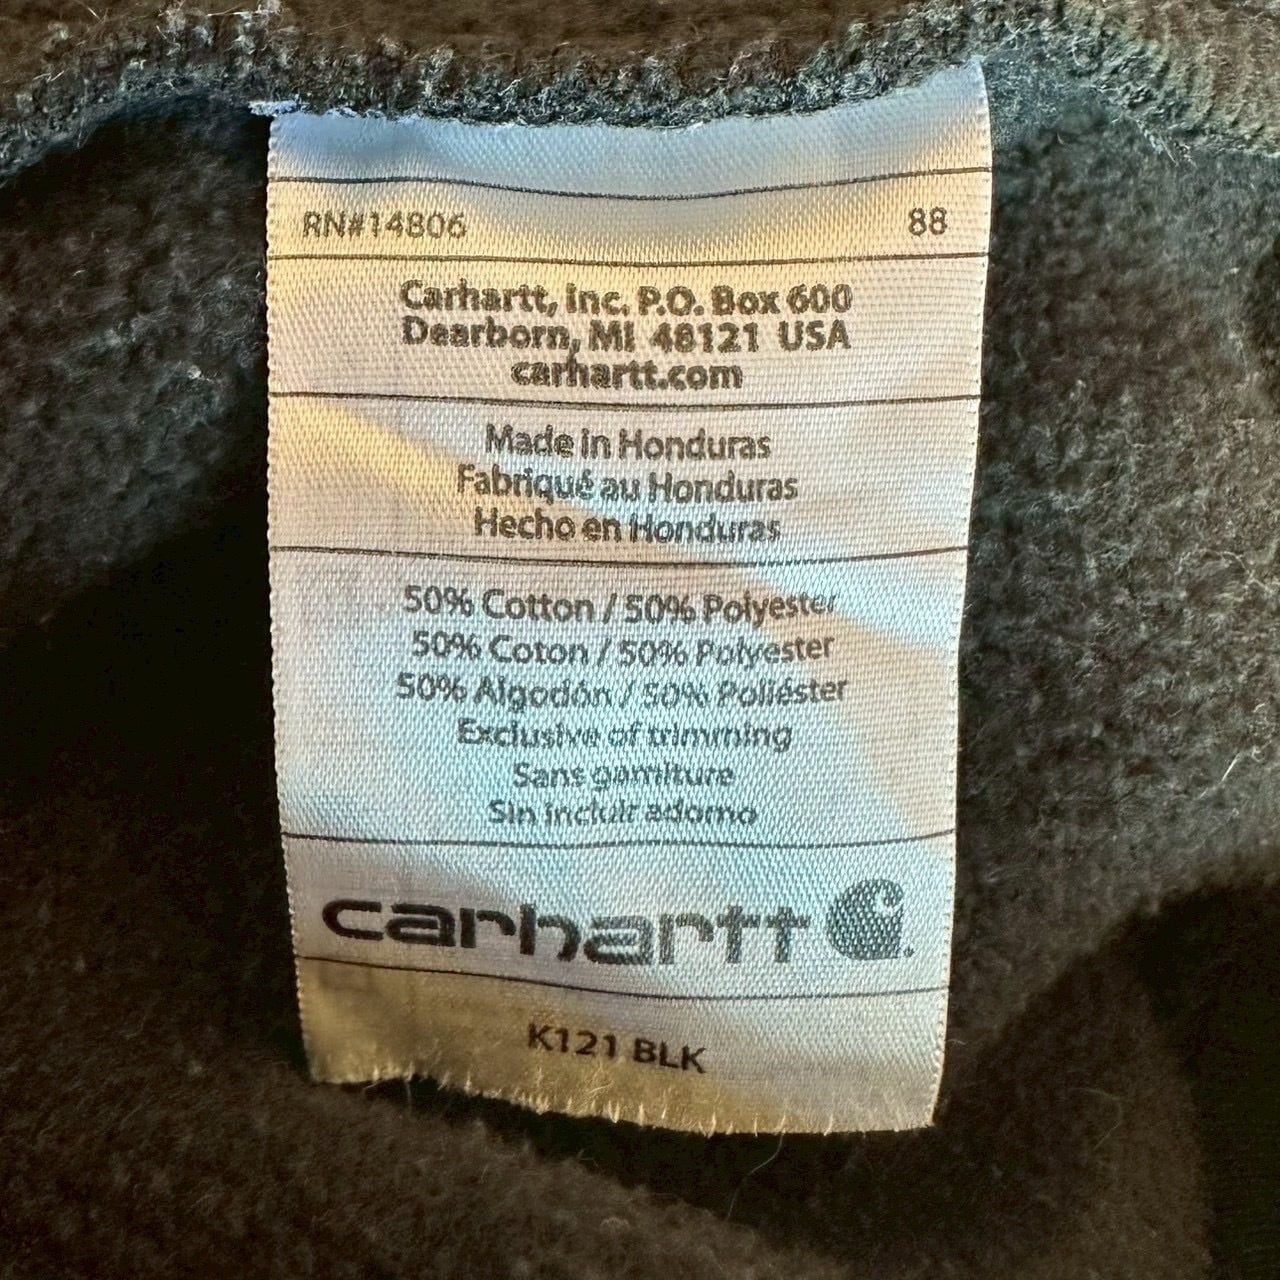 RN#14806 88
Carhartt, Inc. P.O. Box 600
Dearborn, MI 48121 USA
carhartt.com
Made in Honduras
Fabriqué au Honduras
Hecho en Honduras
50% Cotton / 50% Polyester
50% Coton / 50% Polyester
50% Algodón / 50% Poliéster
Exclusive of trimming
Sans garniture
Sin incluir adorno
carhartt
K121 BLK